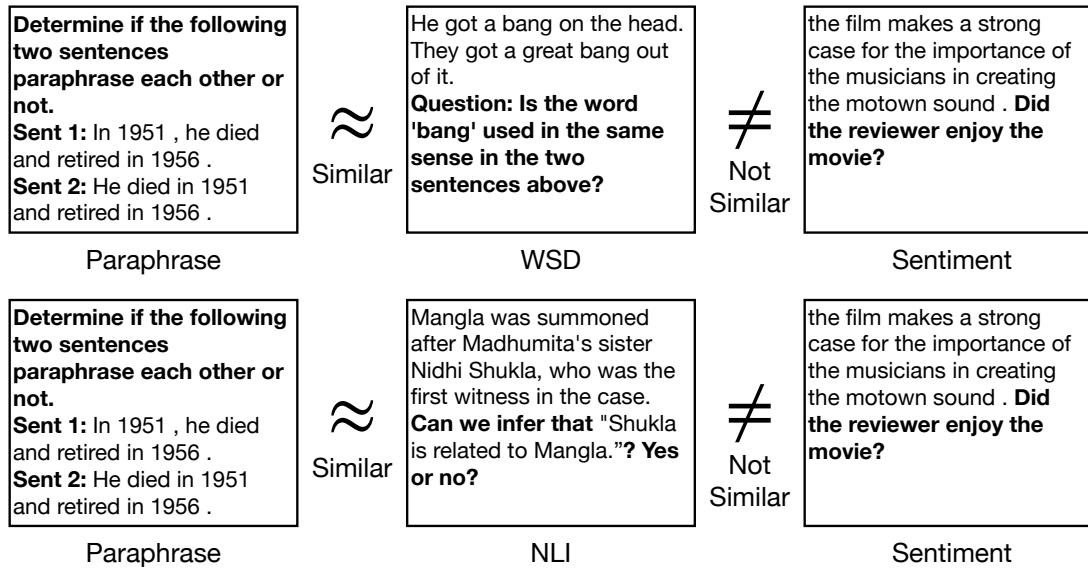 Determine if the following
two sentences
paraphrase each other or
not.
Sent 1: In 1951 , he died
and retired in 1956 .
Sent 2: He died in 1951
and retired in 1956 .
Paraphrase
≈
Similar
He got a bang on the head.
They got a great bang out
of it.
Question: Is the word
'bang' used in the same
sense in the two
sentences above?
WSD
≠
Not
Similar
the film makes a strong
case for the importance of
the musicians in creating
the motown sound . Did
the reviewer enjoy the
movie?
Sentiment
Determine if the following
two sentences
paraphrase each other or
not.
Sent 1: In 1951 , he died
and retired in 1956 .
Sent 2: He died in 1951
and retired in 1956 .
Paraphrase
≈
Similar
Mangla was summoned
after Madhumita's sister
Nidhi Shukla, who was the
first witness in the case.
Can we infer that "Shukla
is related to Mangla.”? Yes
or no?
NLI
≠
Not
Similar
the film makes a strong
case for the importance of
the musicians in creating
the motown sound . Did
the reviewer enjoy the
movie?
Sentiment